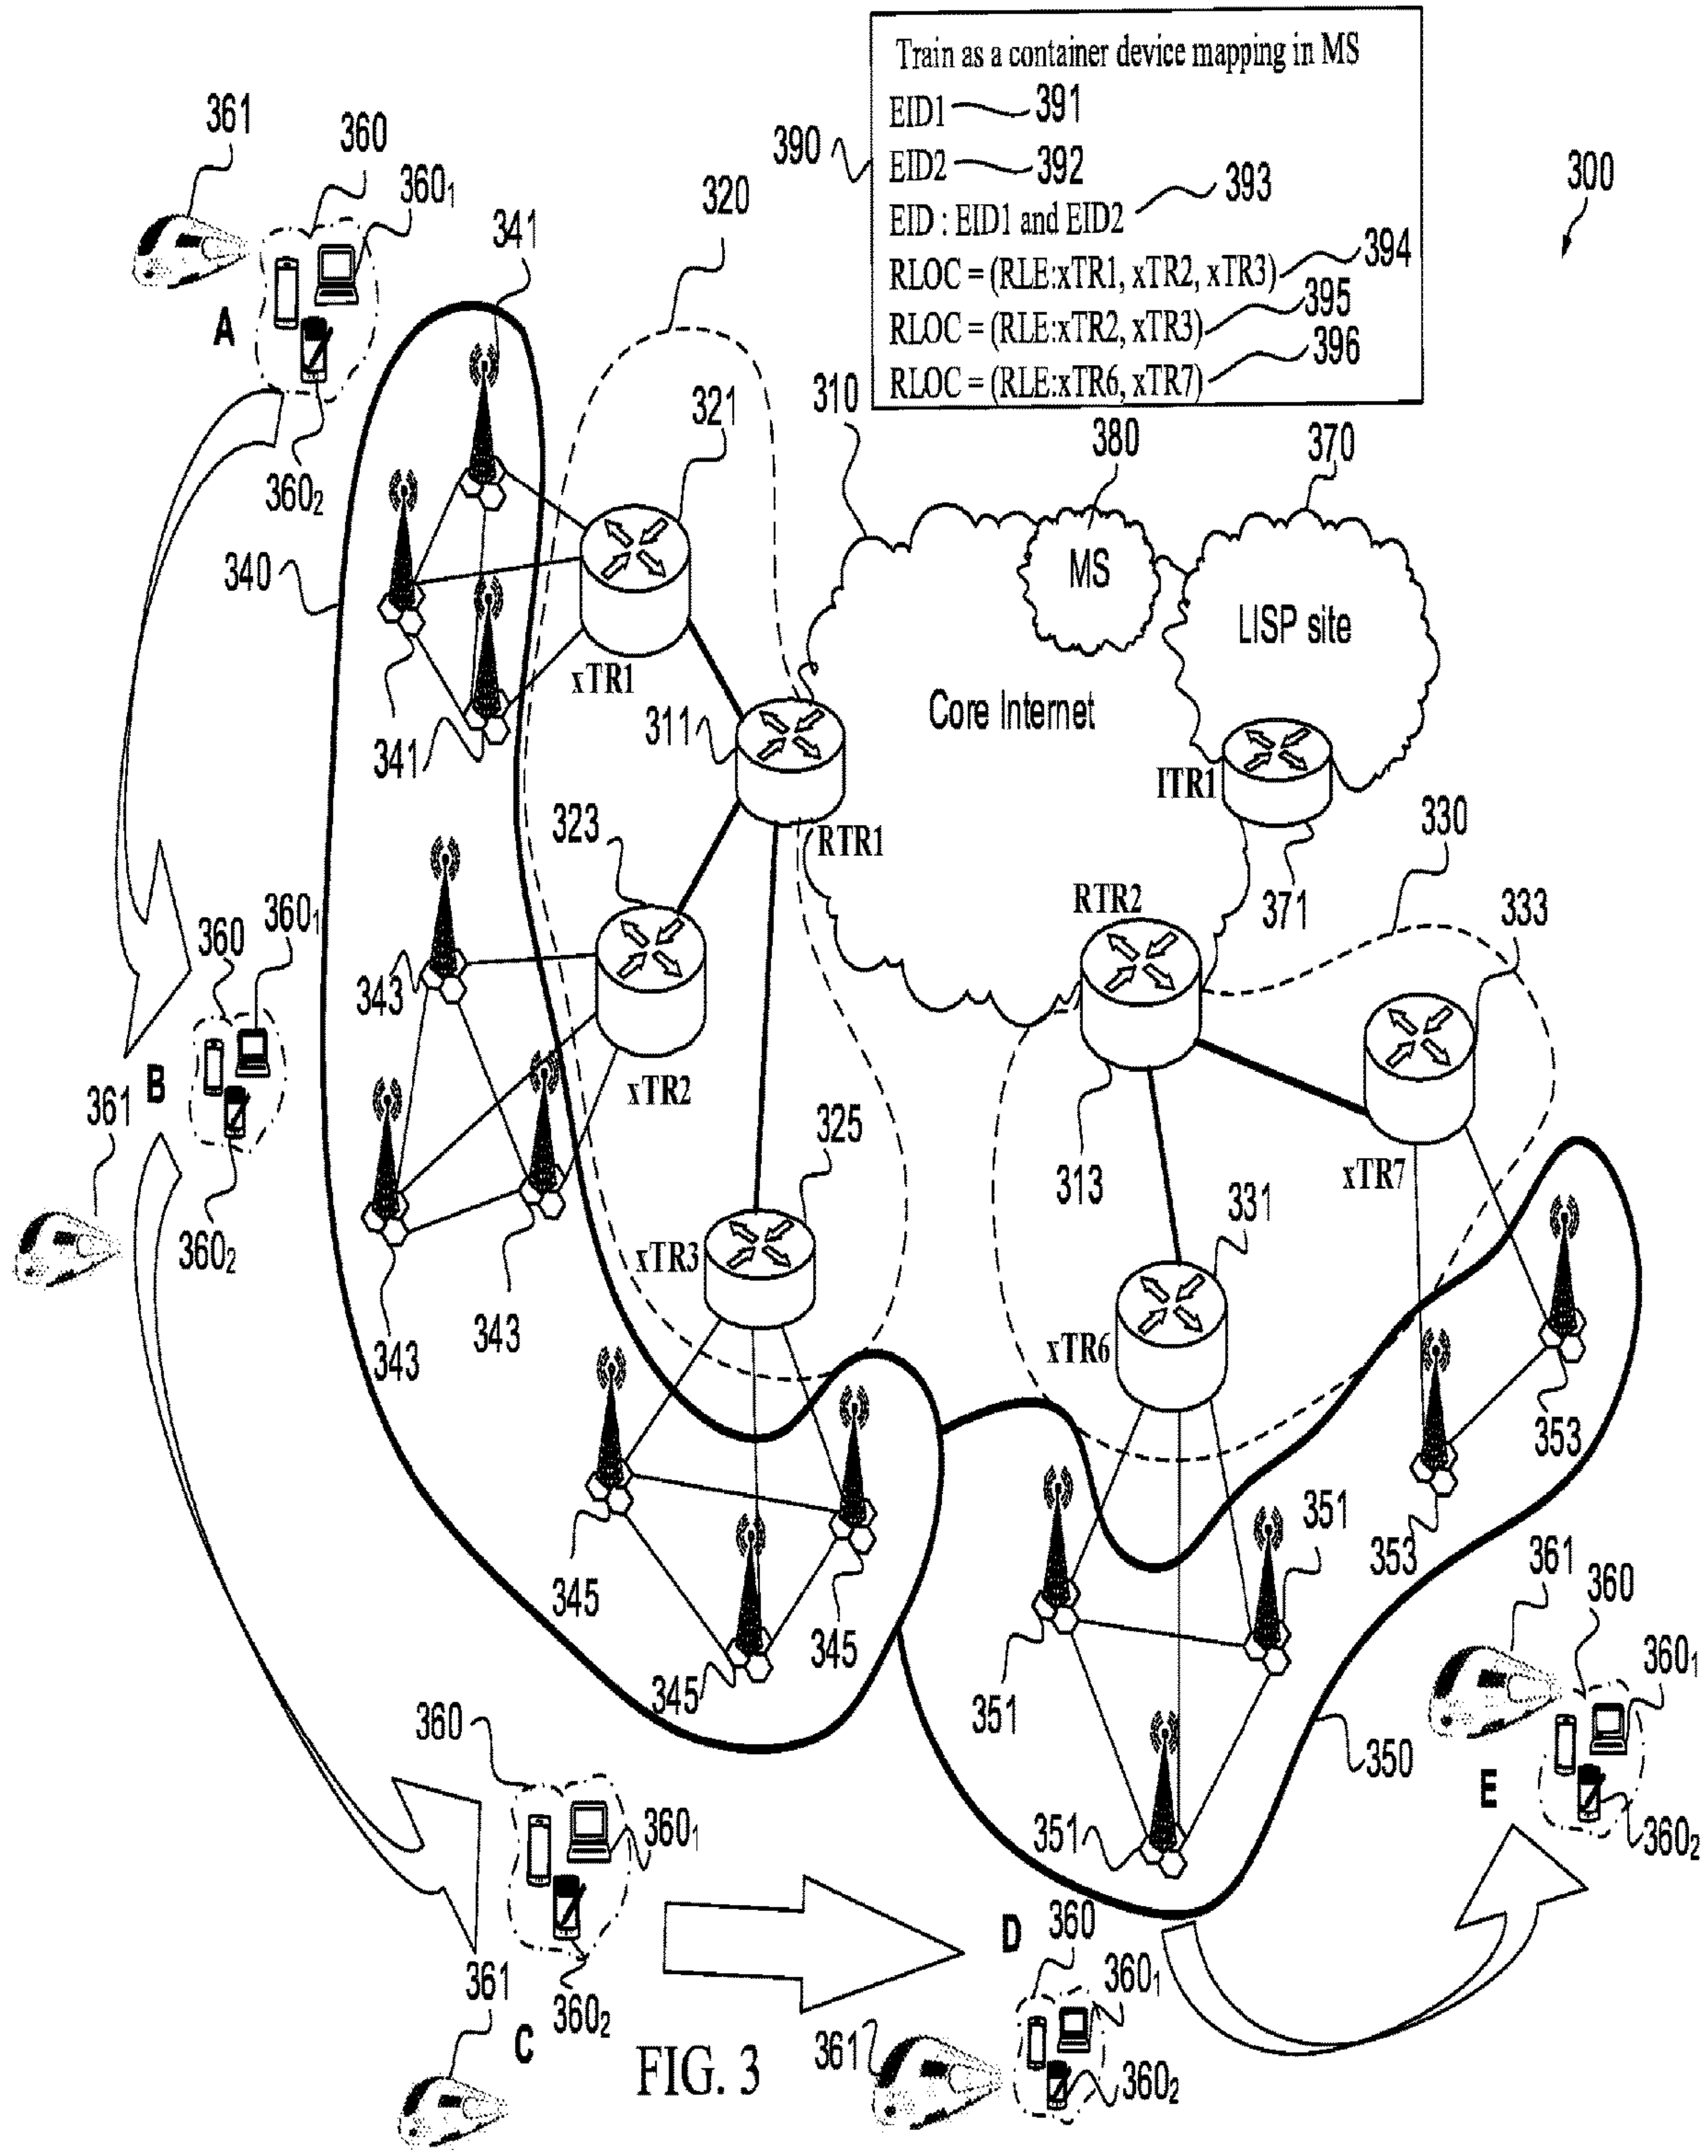 Train as a container device mapping in MS
EID1 391
390 EID2 392
EID : EID1 and EID2 393
RLOC = (RLE:xTR1, xTR2, xTR3) 394
RLOC = (RLE:xTR2, xTR3) 395
RLOC = (RLE:xTR6, xTR7) 396
300
361
360
360₁
341
320
A
360₂
321
310
380
370
340
MS
LISP site
xTR1
311
Core Internet
341
341
ITR1
323
RTR1
330
371
RTR2
333
360
360₁
343
B
361
xTR2
325
313
xTR7
331
360₂
xTR3
343
343
xTR6
353
353
351
345
345
345
351
361
360
360₁
350
E
360₂
360
360₁
351
361
C
360₂
D
360
360₁
361
360₂
FIG. 3